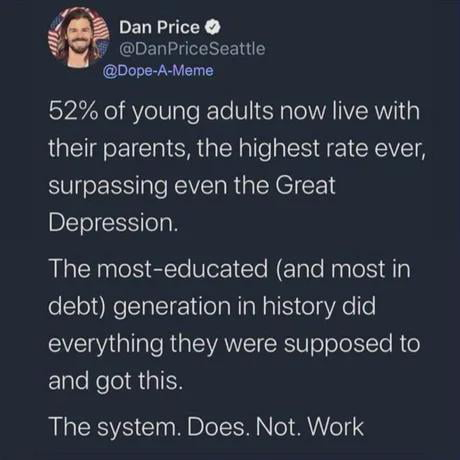 Dan Price
@DanPriceSeattle
@Dope-A-Meme
52% of young adults now live with
their parents, the highest rate ever,
surpassing even the Great
Depression.
The most-educated (and most in
debt) generation in history did
everything they were supposed to
and got this.
The system. Does. Not. Work